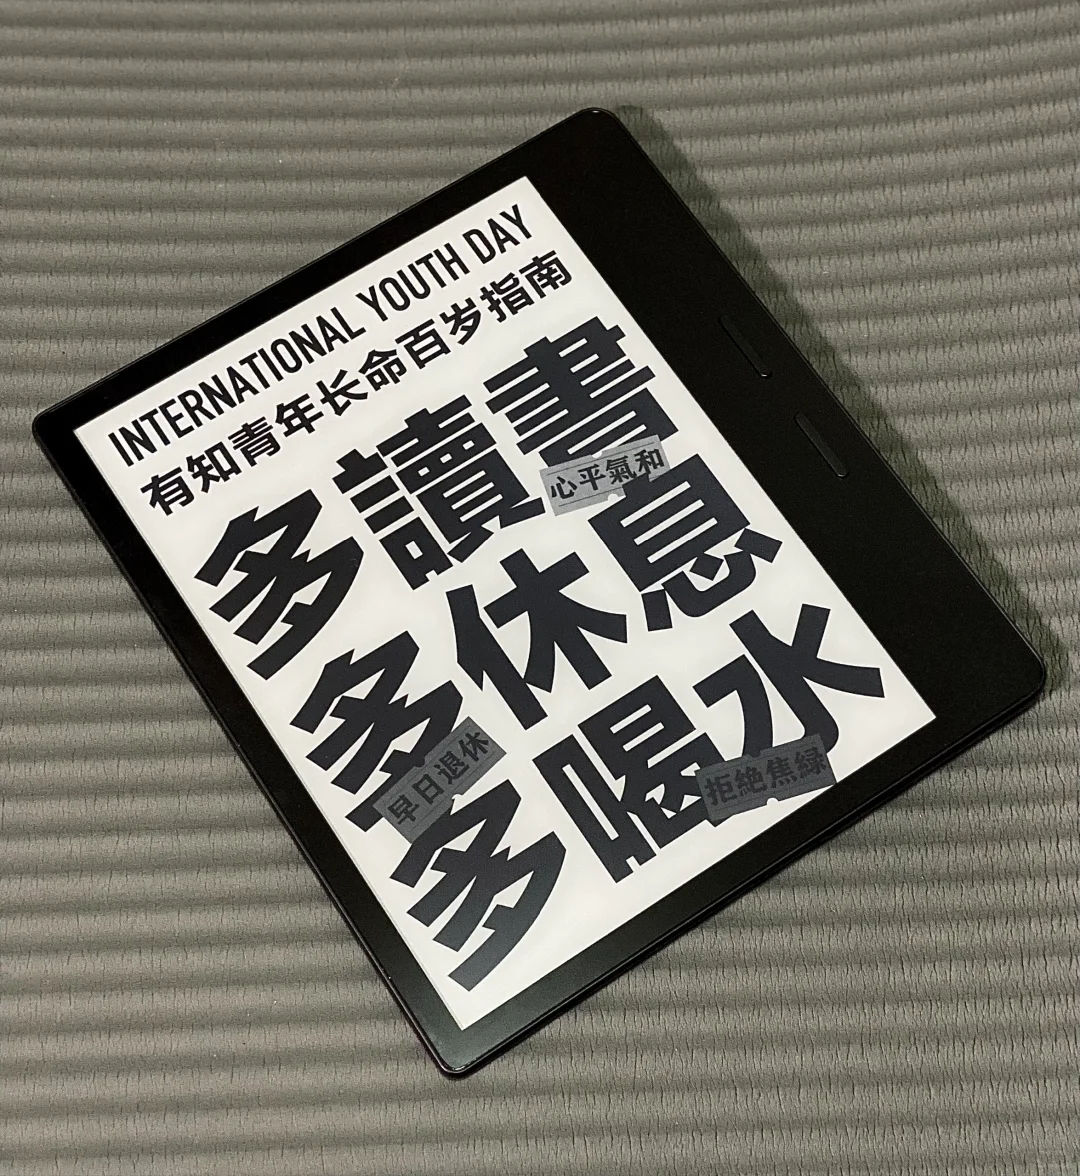 INTERNATIONAL YOUTH DAY
有知青年长命百岁指南
多讀書
心平氣和
多休息
早日退休
多喝水
拒絶焦緑